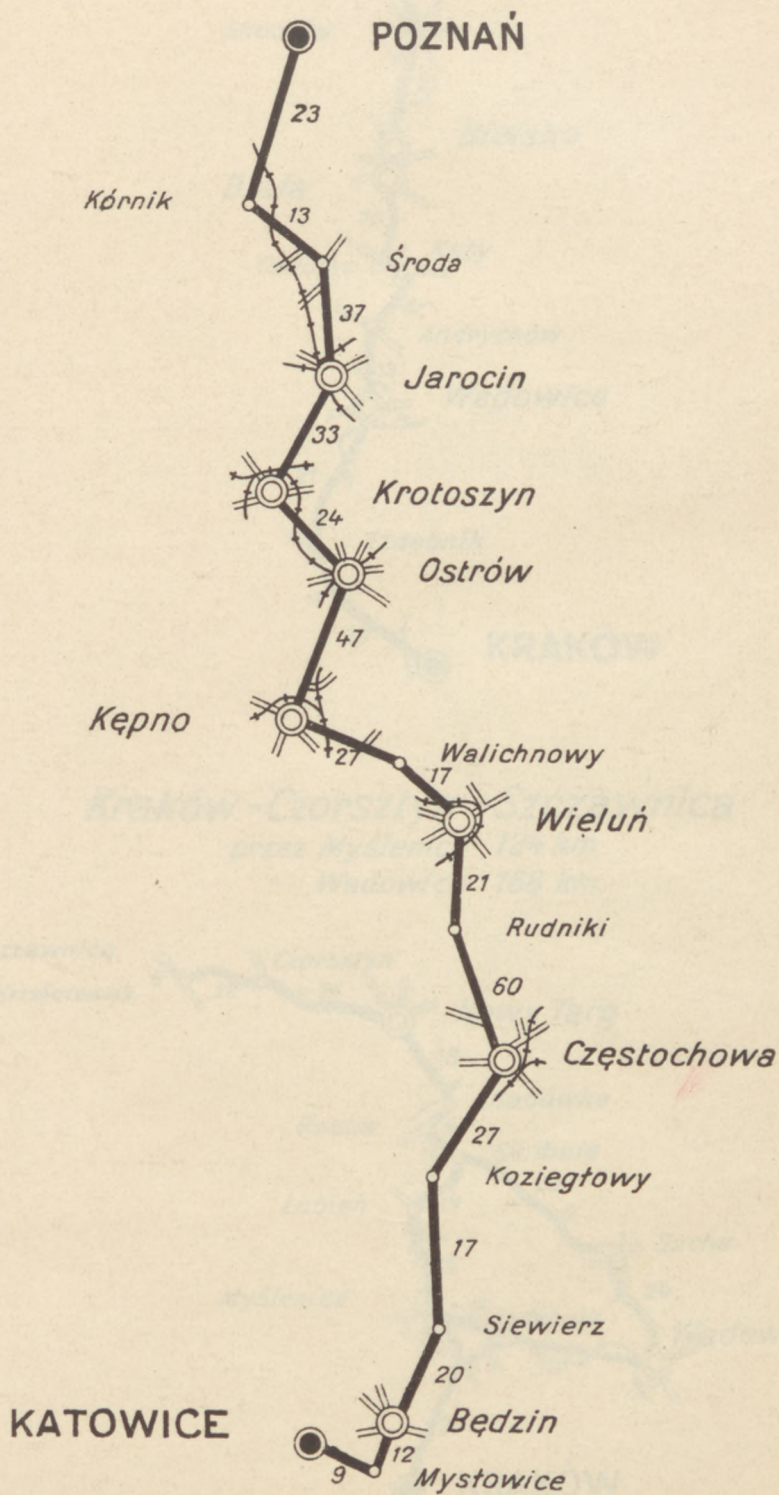 POZNAŃ
23
Kórnik
13
Środa
37
Jarocin
33
Krotoszyn
24
Ostrów
47
Kępno
27
Walichnowy
17
Wieluń
21
Rudniki
60
Częstochowa
27
Koziegłowy
17
Siewierz
20
KATOWICE
Będzin
12
9
Mysłowice
KRAKÓW